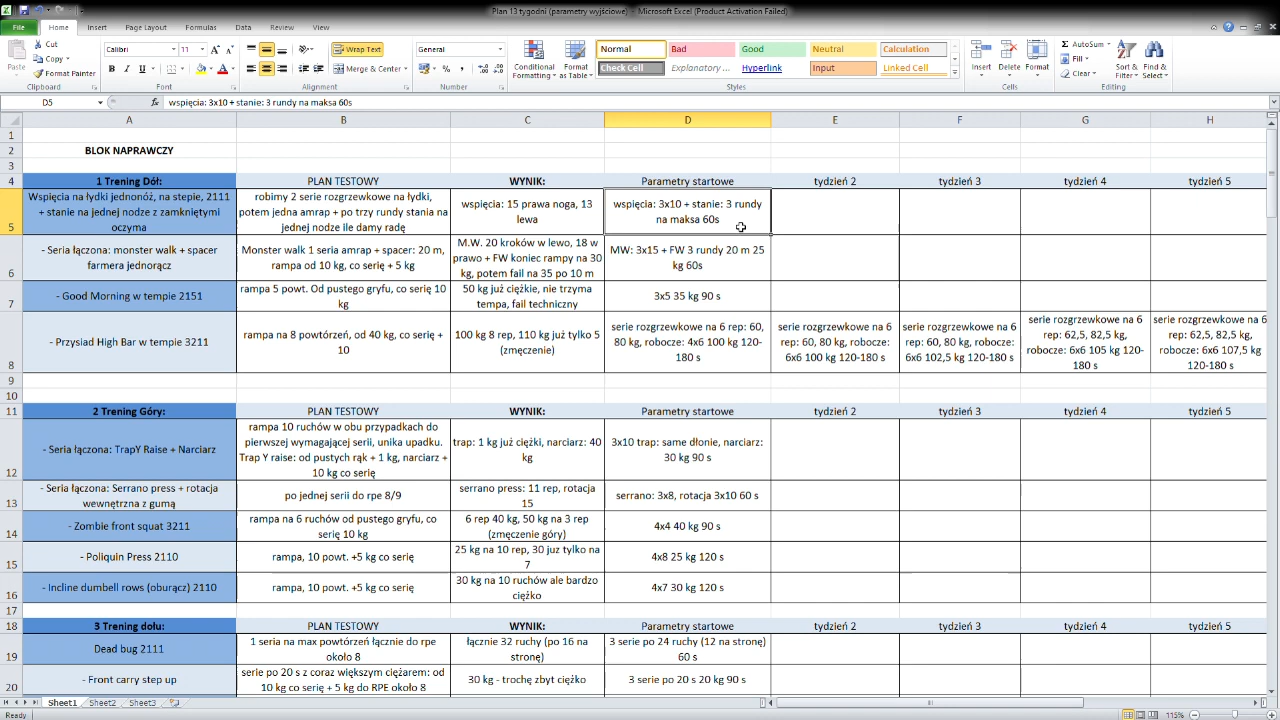 Plan 13 tygodni (parametry wyjściowe) - Microsoft Excel (Product Activation Failed)
File Home Insert Page Layout Formulas Data Review View
Cut
Copy
Format Painter
Paste
Clipboard
Calibri 11
B I U
Font
Wrap Text
Merge & Center
Alignment
General
Number
Conditional Formatting
Format as Table
Normal Bad Good Neutral Calculation
Check Cell Explanatory ... Hyperlink Input Linked Cell
Styles
Insert Delete Format
Cells
AutoSum
Fill
Clear
Sort & Filter
Find & Select
Editing
D5 fx wspięcia: 3x10 + stanie: 3 rundy na maksa 60s
A B C D E F G H
1
2 BLOK NAPRAWCZY
3
4 1 Trening Dół: PLAN TESTOWY WYNIK: Parametry startowe tydzień 2 tydzień 3 tydzień 4 tydzień 5
5
Wspięcia na łydki jednonóż, na stepie, 2111
+ stanie na jednej nodze z zamkniętymi
oczyma
robimy 2 serie rozgrzewkowe na łydki,
potem jedna amrap + po trzy rundy stania na
jednej nodze ile damy radę
wspięcia: 15 prawa noga, 13
lewa
wspięcia: 3x10 + stanie: 3 rundy
na maksa 60s
6
- Seria łączona: monster walk + spacer
farmera jednorącz
Monster walk 1 seria amrap + spacer: 20 m,
rampa od 10 kg, co serię + 5 kg
M.W. 20 kroków w lewo, 18 w
prawo + FW koniec rampy na 30
kg, potem fail na 35 po 10 m
MW: 3x15 + FW 3 rundy 20 m 25
kg 60s
7
- Good Morning w tempie 2151
rampa 5 powt. Od pustego gryfu, co serię 10
kg
50 kg już ciężkie, nie trzyma
tempa, fail techniczny
3x5 35 kg 90 s
8
- Przysiad High Bar w tempie 3211
rampa na 8 powtórzeń, od 40 kg, co serię +
10
100 kg 8 rep, 110 kg już tylko 5
(zmęczenie)
serie rozgrzewkowe na 6 rep: 60,
80 kg, robocze: 4x6 100 kg 120-
180 s
serie rozgrzewkowe na 6
rep: 60, 80 kg, robocze:
6x6 100 kg 120-180 s
serie rozgrzewkowe na 6
rep: 60, 80 kg, robocze:
6x6 102,5 kg 120-180 s
serie rozgrzewkowe na 6
rep: 62,5, 82,5 kg,
robocze: 6x6 105 kg 120-
180 s
serie rozgrzewkowe na 6
rep: 62,5, 82,5 kg,
robocze: 6x6 107,5 kg
120-180 s
9
10
11 2 Trening Góry: PLAN TESTOWY WYNIK: Parametry startowe tydzień 2 tydzień 3 tydzień 4 tydzień 5
12
- Seria łączona: TrapY Raise + Narciarz
rampa 10 ruchów w obu przypadkach do
pierwszej wymagającej serii, unika upadku.
Trap Y raise: od pustych rąk + 1 kg, narciarz +
10 kg co serię
trap: 1 kg już ciężki, narciarz: 40
kg
3x10 trap: same dłonie, narciarz:
30 kg 90 s
13
- Seria łączona: Serrano press + rotacja
wewnętrzna z gumą
po jednej serii do rpe 8/9
serrano press: 11 rep, rotacja
15
serrano: 3x8, rotacja 3x10 60 s
14
- Zombie front squat 3211
rampa na 6 ruchów od pustego gryfu, co
serię 10 kg
6 rep 40 kg, 50 kg na 3 rep
(zmęczenie góry)
4x4 40 kg 90 s
15
- Poliquin Press 2110
rampa, 10 powt. +5 kg co serię
25 kg na 10 rep, 30 juz tylko na
7
4x8 25 kg 120 s
16
- Incline dumbell rows (oburącz) 2110
rampa, 10 powt. +5 kg co serię
30 kg na 10 ruchów ale bardzo
ciężko
4x7 30 kg 120 s
17
18 3 Trening dołu: PLAN TESTOWY WYNIK: Parametry startowe tydzień 2 tydzień 3 tydzień 4 tydzień 5
19
Dead bug 2111
1 seria na max powtórzeń łącznie do rpe
około 8
łącznie 32 ruchy (po 16 na
stronę)
3 serie po 24 ruchy (12 na stronę)
60 s
20
- Front carry step up
serie po 20 s z coraz większym ciężarem: od
10 kg co serię + 5 kg do RPE około 8
30 kg - trochę zbyt ciężko
3 serie po 20 s 20 kg 90 s
Sheet1 Sheet2 Sheet3
Ready 115%